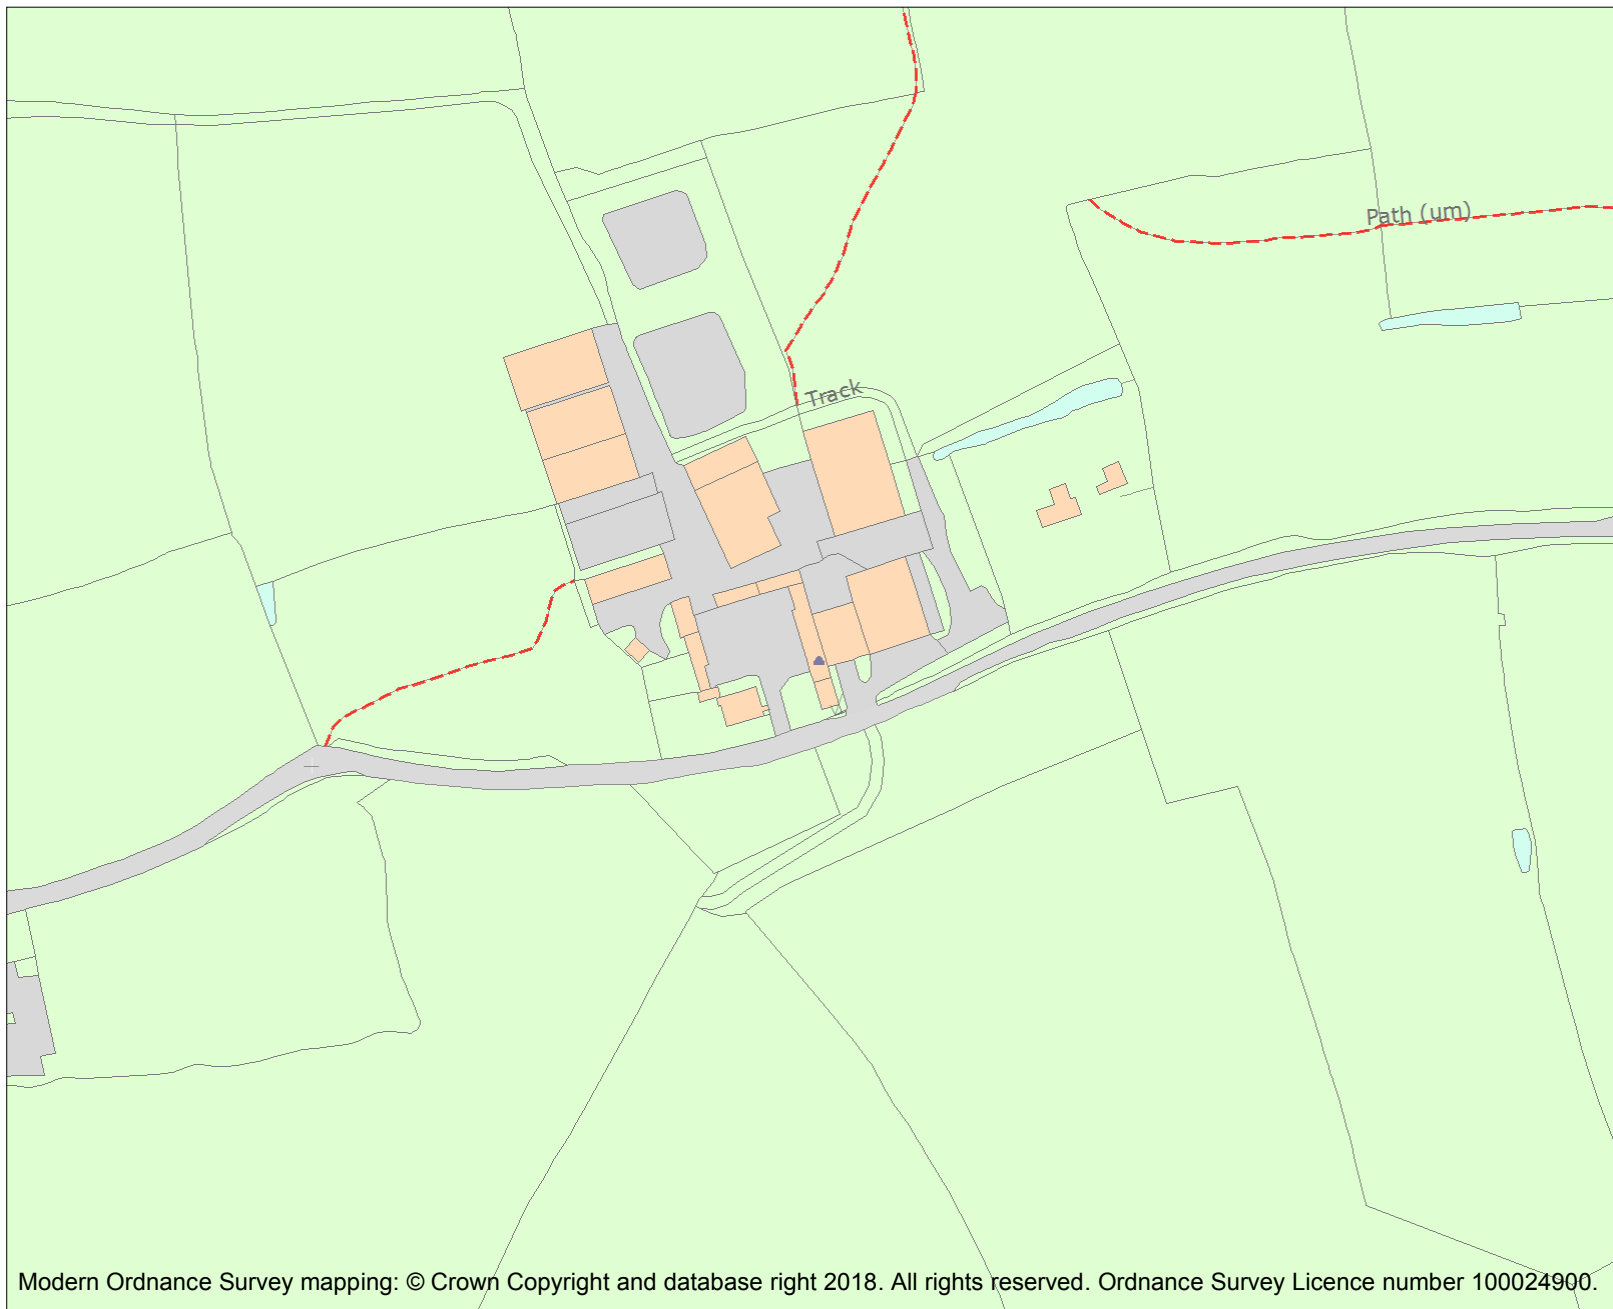 Path (um)
Track
Modern Ordnance Survey mapping: © Crown Copyright and database right 2018. All rights reserved. Ordnance Survey Licence number 100024900.